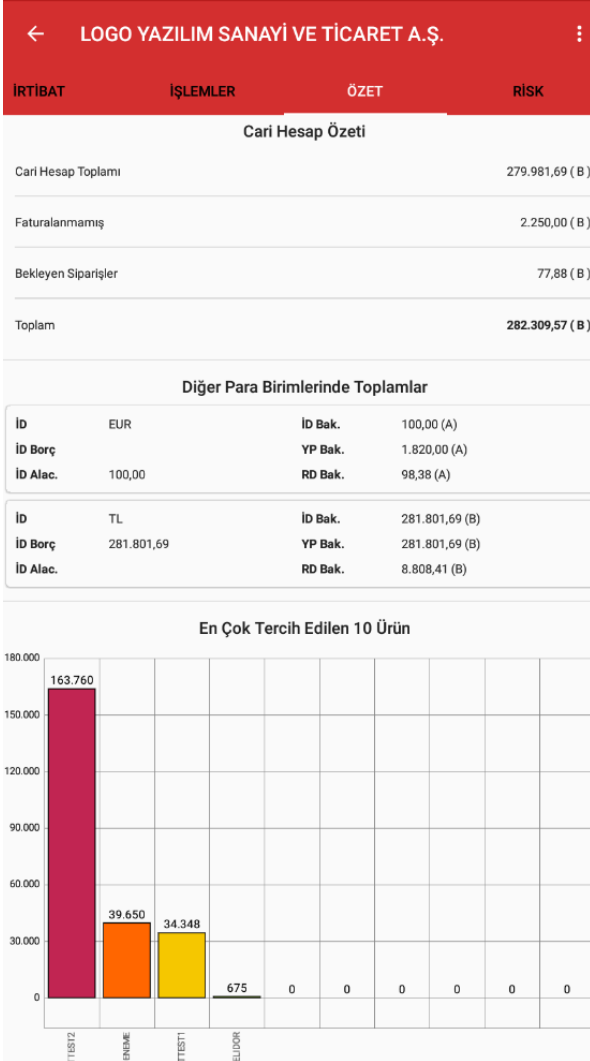 LOGO YAZILIM SANAYİ VE TİCARET A.Ş.
İRTİBAT İŞLEMLER ÖZET RİSK
Cari Hesap Özeti
Cari Hesap Toplamı 279.981,69 ( B )
Faturalanmamış 2.250,00 ( B )
Bekleyen Siparişler 77,88 ( B )
Toplam 282.309,57 ( B )
Diğer Para Birimlerinde Toplamlar
İD EUR İD Bak. 100,00 (A)
İD Borç YP Bak. 1.820,00 (A)
İD Alac. 100,00 RD Bak. 98,38 (A)
İD TL İD Bak. 281.801,69 (B)
İD Borç 281.801,69 YP Bak. 281.801,69 (B)
İD Alac. RD Bak. 8.808,41 (B)
En Çok Tercih Edilen 10 Ürün
180.000
163.760
150.000
120.000
90.000
60.000
39.650
34.348
30.000
675 0 0 0 0 0 0
0
TTEST2 ENEME TTEST1 ELIDOR